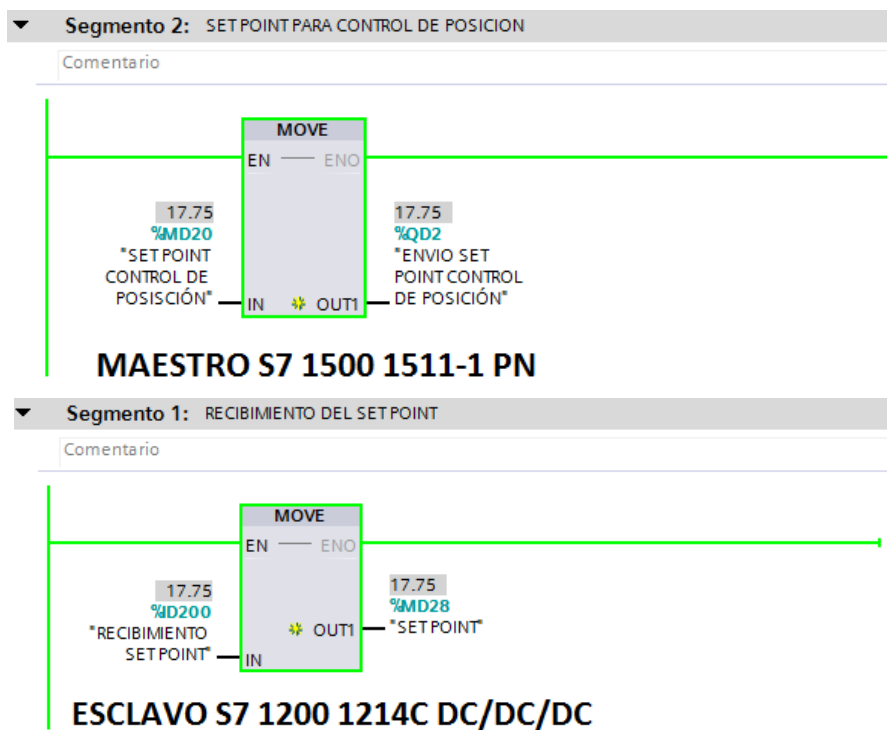 Segmento 2: SET POINT PARA CONTROL DE POSICION
Comentario
MOVE
EN ENO
17.75
%MD20
"SET POINT
CONTROL DE
POSISCIÓN"
IN
17.75
%QD2
"ENVIO SET
POINT CONTROL
DE POSICIÓN"
OUT1
MAESTRO S7 1500 1511-1 PN
Segmento 1: RECIBIMIENTO DEL SET POINT
Comentario
MOVE
EN ENO
17.75
%ID200
"RECIBIMIENTO
SET POINT"
IN
17.75
%MD28
"SET POINT"
OUT1
ESCLAVO S7 1200 1214C DC/DC/DC